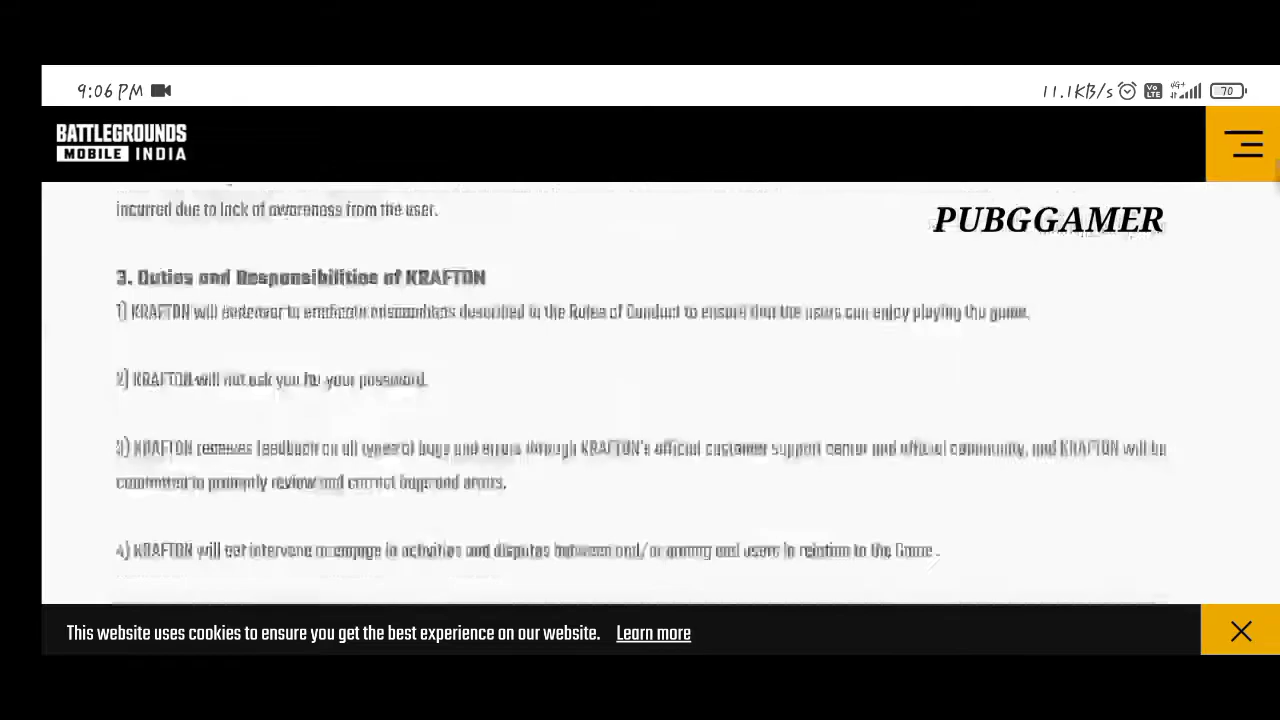 9:06 PM
11.1KB/s Vo LTE 4G+ 70
BATTLEGROUNDS
MOBILE INDIA
incurred due to lack of awareness from the user.
PUBGGAMER
3. Duties and Responsibilities of KRAFTON
1) KRAFTON will endeavor to eradicate misconducts described in the Rules of Conduct to ensure that the users can enjoy playing the game.
2) KRAFTON will not ask you for your password.
3) KRAFTON receives feedback on all types of bugs and errors through KRAFTON's official customer support center and official community, and KRAFTON will be
committed to promptly review and correct bugs and errors.
4) KRAFTON will not intervene or engage in activities and disputes between and/or among end users in relation to the Game.
This website uses cookies to ensure you get the best experience on our website. Learn more